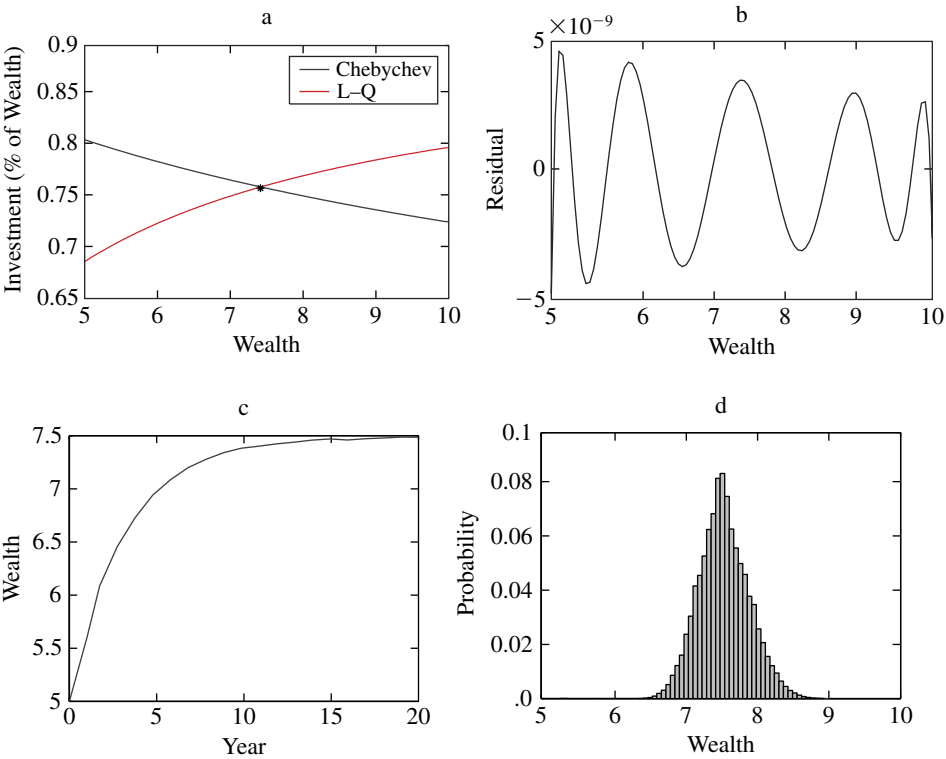 a
Investment (% of Wealth)
0.9
0.85
0.8
0.75
0.7
0.65
Chebychev
L–Q
5 6 7 8 9 10
Wealth
b
×10⁻⁹
Residual
5
0
−5
5 6 7 8 9 10
Wealth
c
Wealth
7.5
7
6.5
6
5.5
5
0 5 10 15 20
Year
d
Probability
0.1
0.08
0.06
0.04
0.02
.0
5 6 7 8 9 10
Wealth